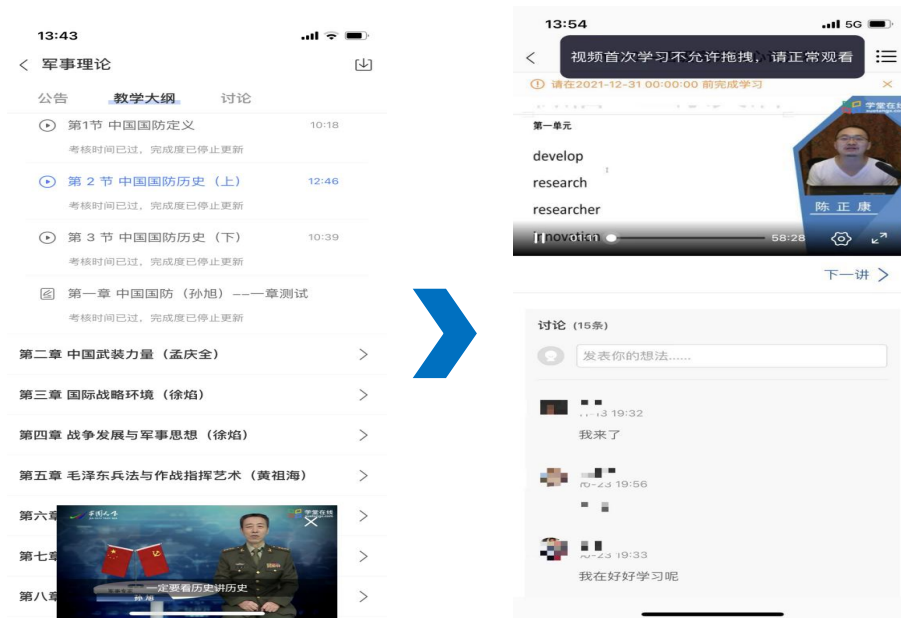 13:43
军事理论
公告 教学大纲 讨论
第1节 中国国防定义 10:18
考核时间已过，完成度已停止更新
第 2 节 中国国防历史（上） 12:46
考核时间已过，完成度已停止更新
第 3 节 中国国防历史（下） 10:39
考核时间已过，完成度已停止更新
第一章 中国国防（孙旭）——一章测试
考核时间已过，完成度已停止更新
第二章 中国武装力量（孟庆全）
第三章 国际战略环境（徐焰）
第四章 战争发展与军事思想（徐焰）
第五章 毛泽东兵法与作战指挥艺术（黄祖海）
第六章
学堂在线
第七章
一定要看历史讲历史
第八章
孙旭
13:54 5G
视频首次学习不允许拖拽，请正常观看
请在2021-12-31 00:00:00 前完成学习
学堂在线
第一单元
develop
research
researcher
innovation
陈正康
58:28
下一讲
讨论 (15条)
发表你的想法......
19:32
我来了
19:56
19:33
我在好好学习呢